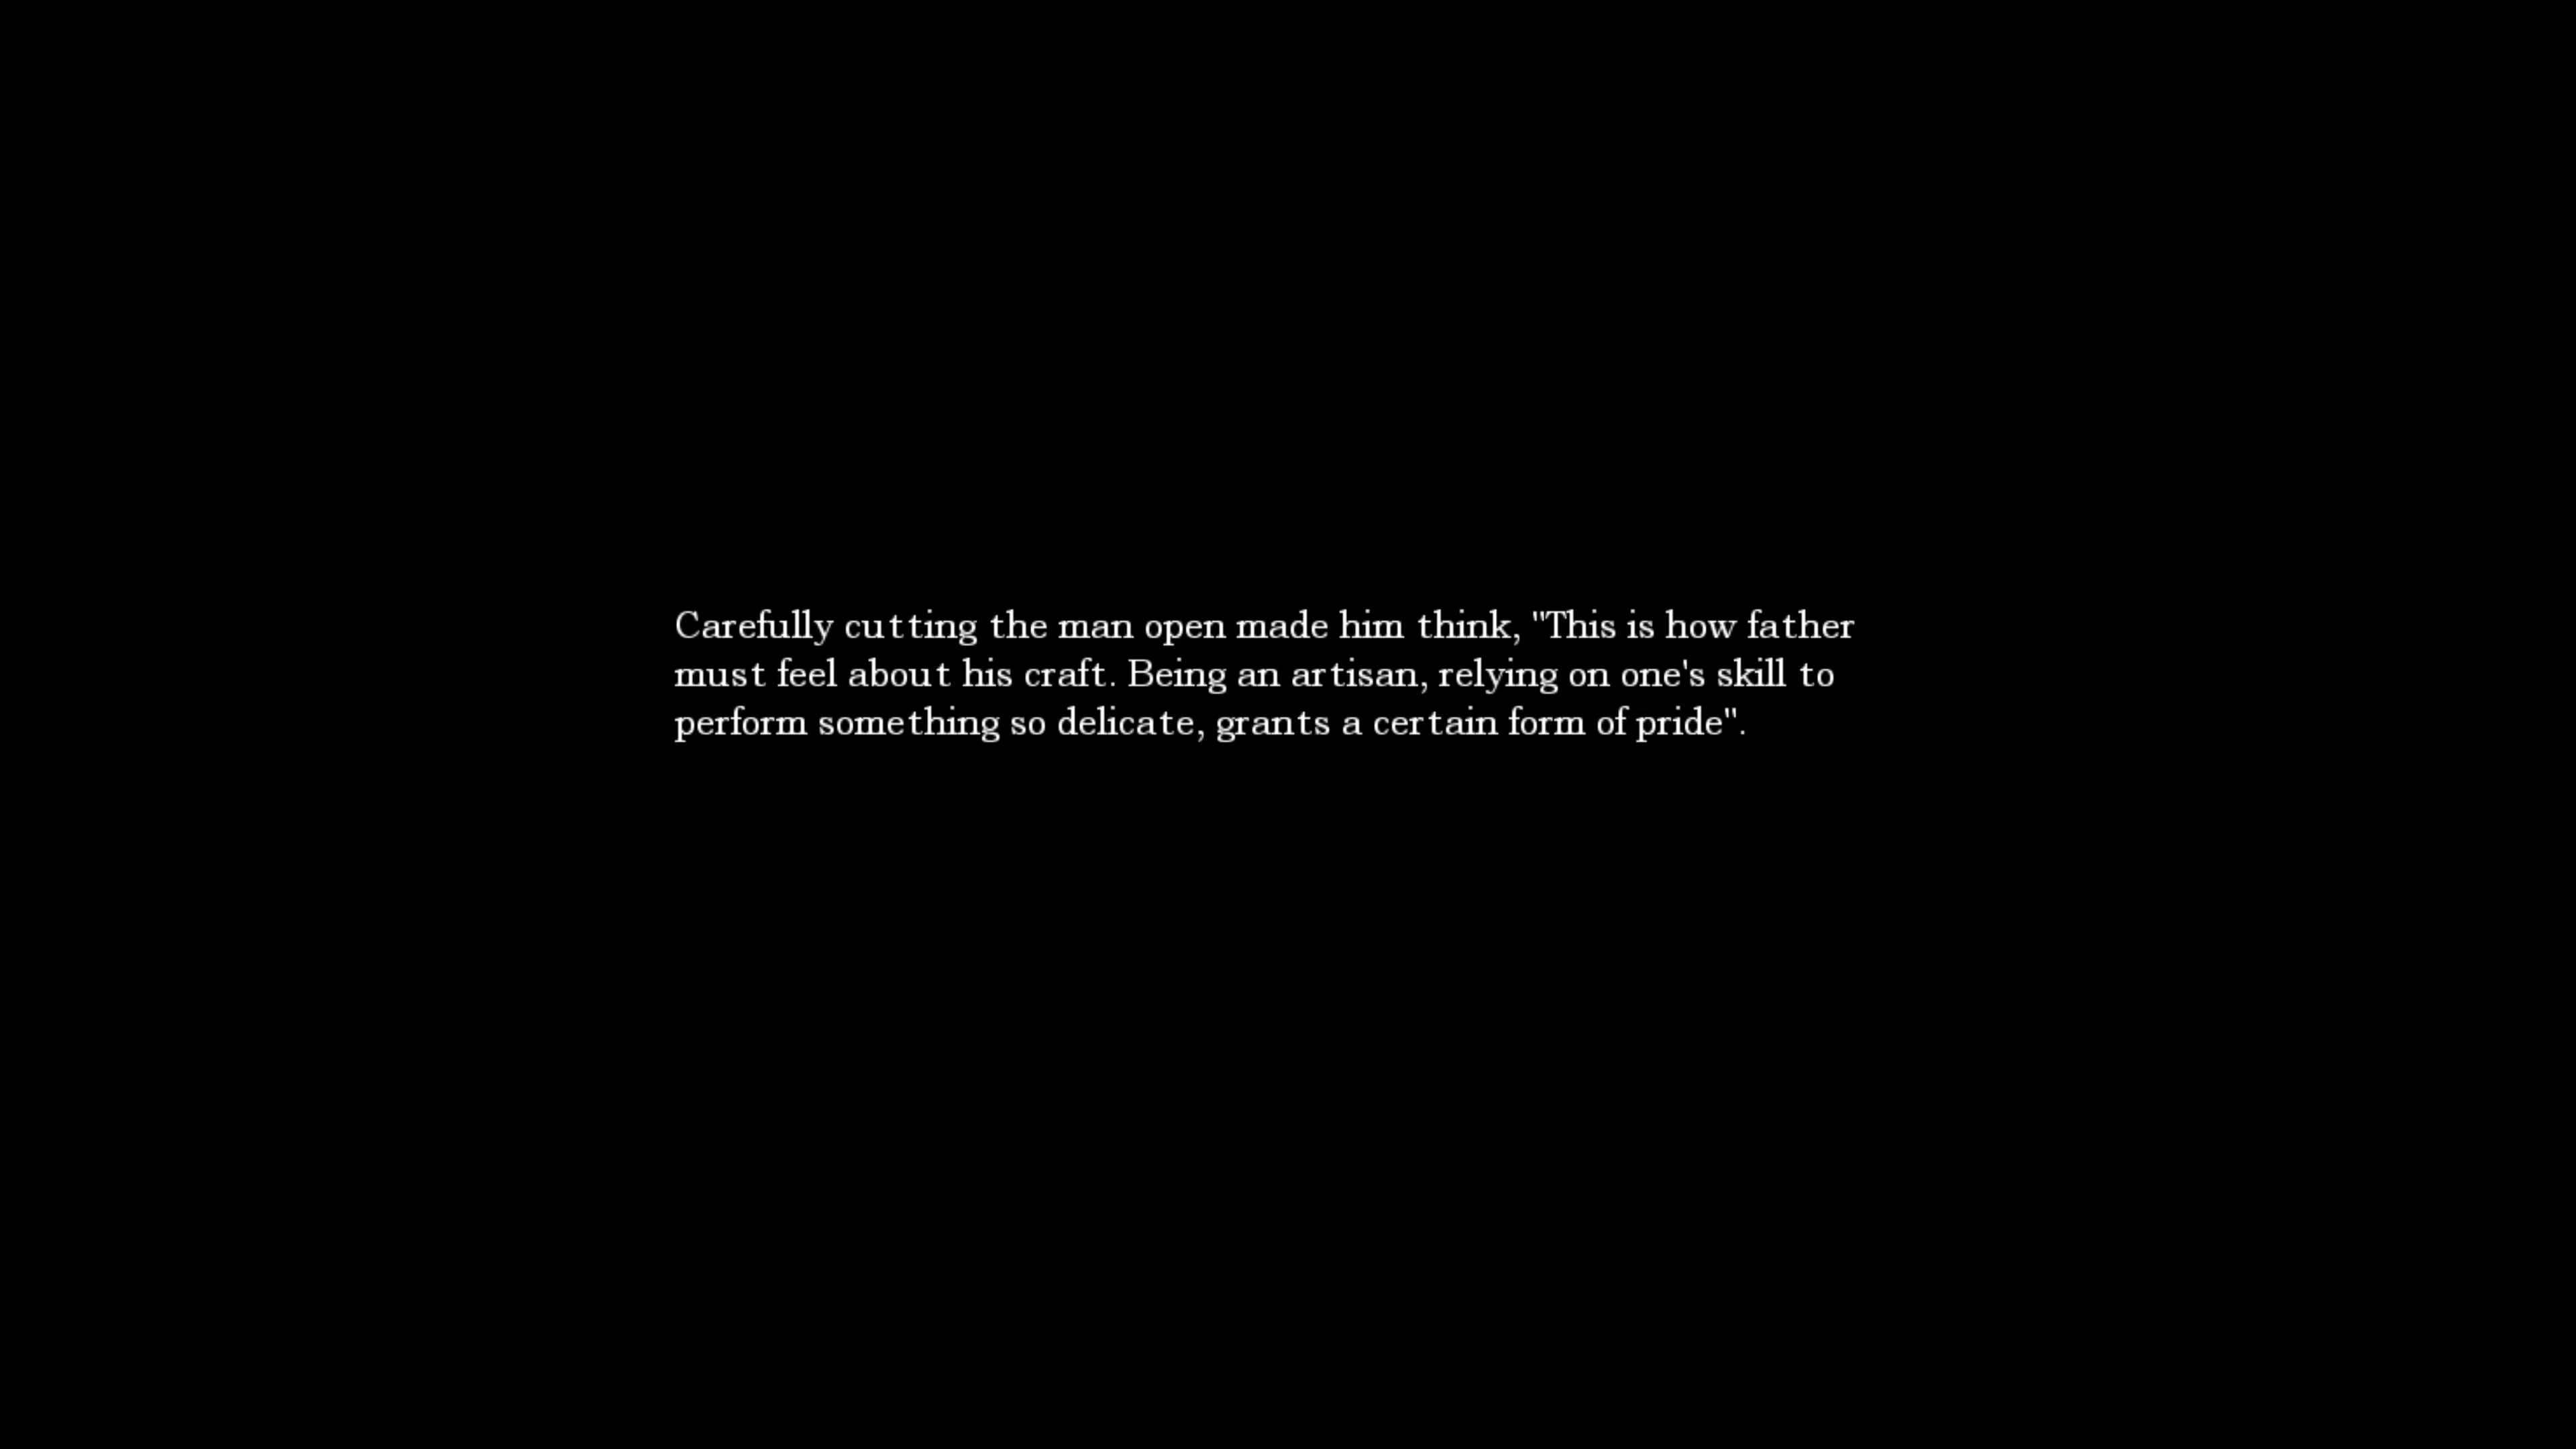 Carefully cutting the man open made him think, "This is how father
must feel about his craft. Being an artisan, relying on one's skill to
perform something so delicate, grants a certain form of pride".